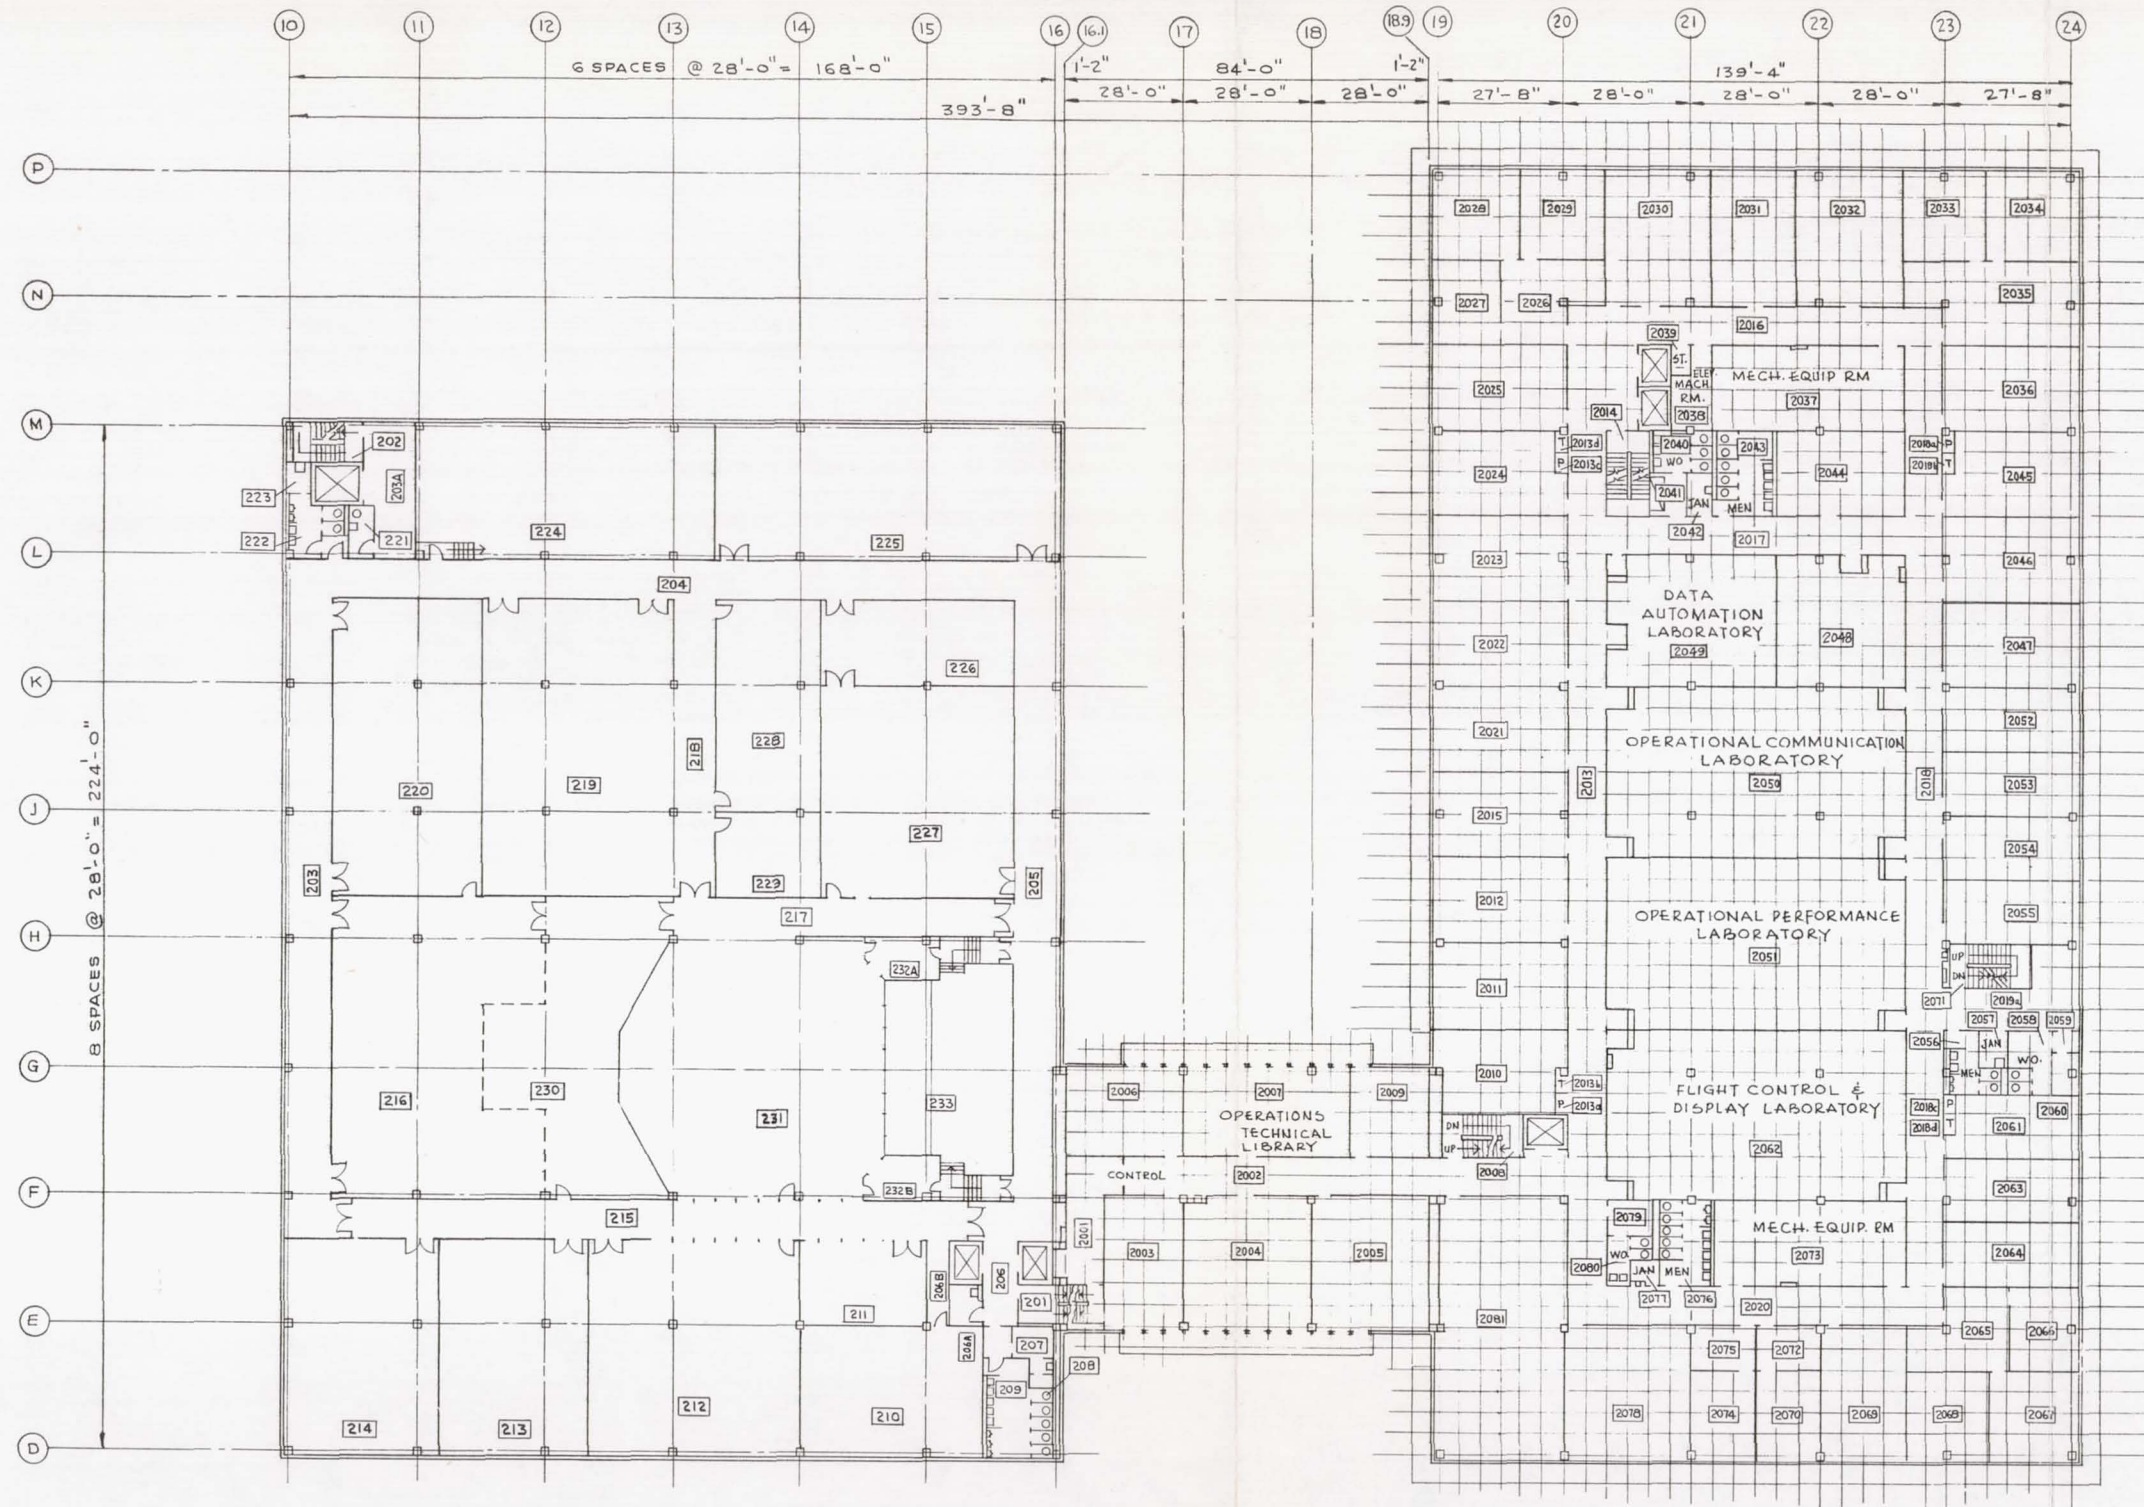 10 11 12 13 14 15 16 16.1 17 18 18.9 19 20 21 22 23 24
6 SPACES @ 28'-0" = 168'-0" 1'-2" 84'-0" 1'-2" 139'-4"
28'-0" 28'-0" 28'-0" 27'-8" 28'-0" 28'-0" 28'-0" 27'-8"
393'-8"
P
N
M
L
K
J
H
G
F
E
D
8 SPACES @ 28'-0" = 224'-0"
202
203A
223
222
221
224
225
204
226
218
228
220
219
227
203
229
205
217
232A
216
230
231
233
232B
215
206B
206
201
211
206A
207
208
209
214
213
212
210
2001
2006
2007
2009
OPERATIONS
TECHNICAL
LIBRARY
CONTROL
2002
2003
2004
2005
2028
2029
2030
2031
2032
2033
2034
2027
2026
2035
2016
2039
ST.
ELEV.
MACH.
RM.
2038
MECH. EQUIP RM
2037
2025
2036
2014
T 2013d
P 2013c
2040
WO
2043
2018a P
2018b T
2024
2044
2045
2041
JAN
MEN
2042
2017
2023
2046
DATA
AUTOMATION
LABORATORY
2049
2048
2022
2047
2021
2052
OPERATIONAL COMMUNICATION
LABORATORY
2050
2013
2018
2053
2015
2054
2012
2055
OPERATIONAL PERFORMANCE
LABORATORY
2051
UP
DN
2011
2071
2019a
2057
2058
2059
2056
JAN
WO.
MEN
2010
T 2013b
P 2013a
FLIGHT CONTROL &
DISPLAY LABORATORY
2062
2018c P
2018d T
2060
2061
DN
UP
2008
2063
2079
WO
2080
JAN
MEN
MECH. EQUIP. RM
2073
2064
2077
2076
2020
2081
2065
2066
2075
2072
2078
2074
2070
2069
2068
2067